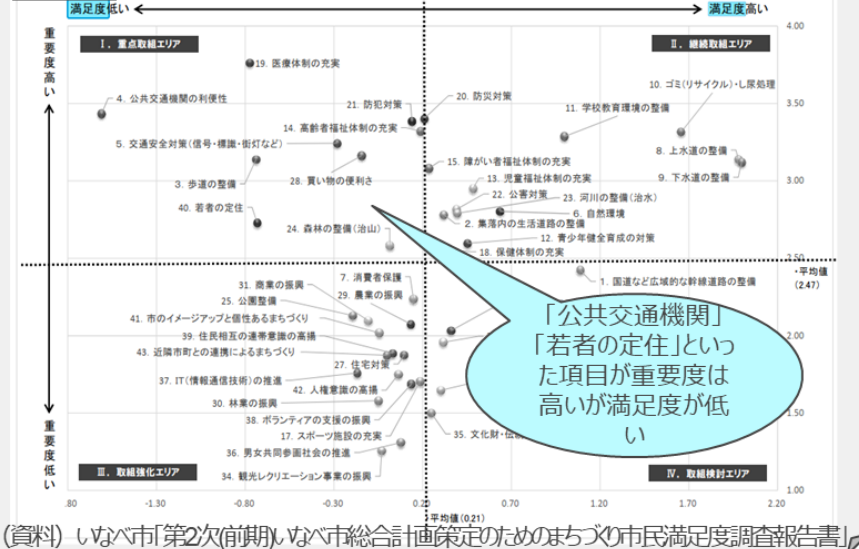 満足度低い
満足度高い
4.00
重要度高い
Ⅰ．重点取組エリア
Ⅱ．継続取組エリア
19. 医療体制の充実
10. ゴミ(リサイクル)・し尿処理
4. 公共交通機関の利便性
21. 防犯対策
20. 防災対策
11. 学校教育環境の整備
3.50
14. 高齢者福祉体制の充実
5. 交通安全対策(信号・標識・街灯など)
8. 上水道の整備
15. 障がい者福祉体制の充実
3. 歩道の整備
28. 買い物の便利さ
13. 児童福祉体制の充実
9. 下水道の整備
3.00
22. 公害対策
23. 河川の整備(治水)
40. 若者の定住
6. 自然環境
2. 集落内の生活道路の整備
24. 森林の整備(治山)
12. 青少年健全育成の対策
18. 保健体制の充実
2.50
・平均値
(2.47)
7. 消費者保護
1. 国道など広域的な幹線道路の整備
31. 商業の振興
29. 農業の振興
25. 公園整備
41. 市のイメージアップと個性あるまちづくり
39. 住民相互の連帯意識の高揚
2.00
43. 近隣市町との連携によるまちづくり
27. 住宅対策
37. IT(情報通信技術)の推進
42. 人権意識の高揚
30. 林業の振興
38. ボランティアの支援の振興
1.50
17. スポーツ施設の充実
35. 文化財・伝
36. 男女共同参画社会の推進
34. 観光レクリエーション事業の振興
「公共交通機関」
「若者の定住」といっ
た項目が重要度は
高いが満足度が低
い
重要度低い
Ⅲ．取組強化エリア
Ⅳ．取組検討エリア
1.00
.80
-1.30
-0.80
-0.30
0.20
0.70
1.20
1.70
2.20
・平均値(0.21)
(資料）いなべ市「第2次(前期)いなべ市総合計画策定のためのまちづくり市民満足度調査報告書」